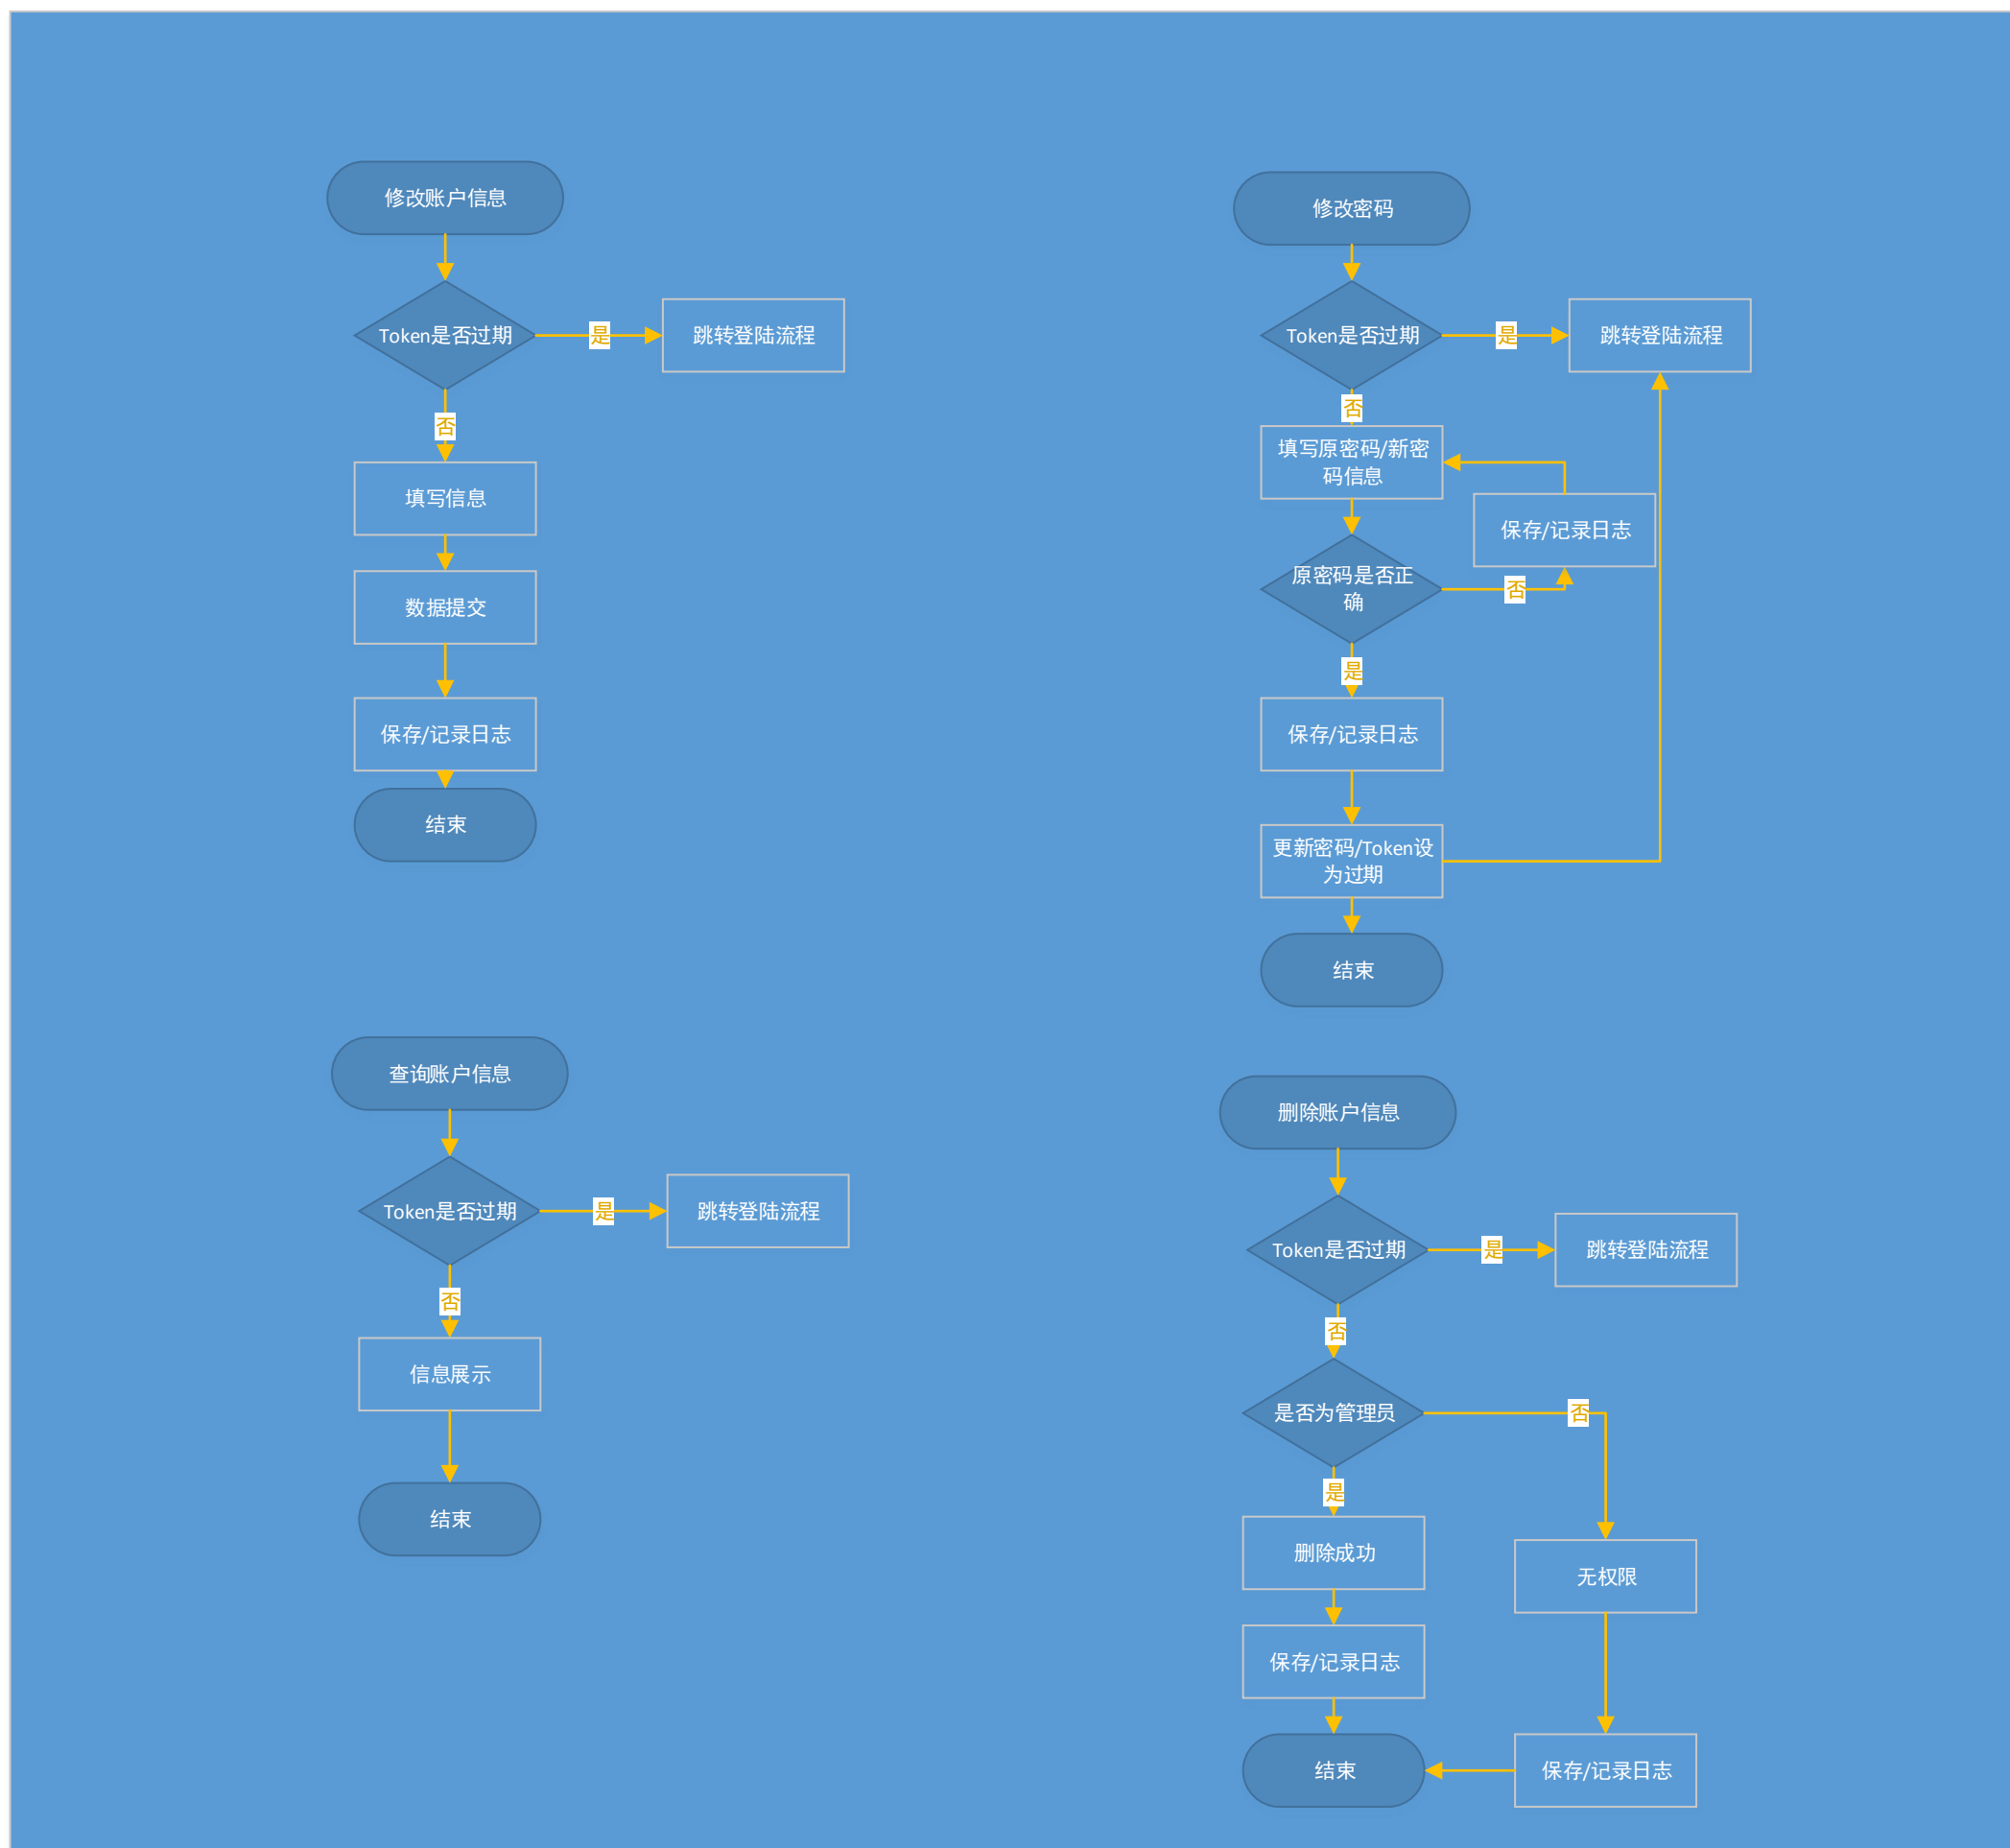 修改账户信息
Token是否过期
是
跳转登陆流程
否
填写信息
数据提交
保存/记录日志
结束
修改密码
Token是否过期
是
跳转登陆流程
否
填写原密码/新密
码信息
保存/记录日志
原密码是否正
确
否
是
保存/记录日志
更新密码/Token设
为过期
结束
查询账户信息
Token是否过期
是
跳转登陆流程
否
信息展示
结束
删除账户信息
Token是否过期
是
跳转登陆流程
否
是否为管理员
否
是
删除成功
无权限
保存/记录日志
结束
保存/记录日志